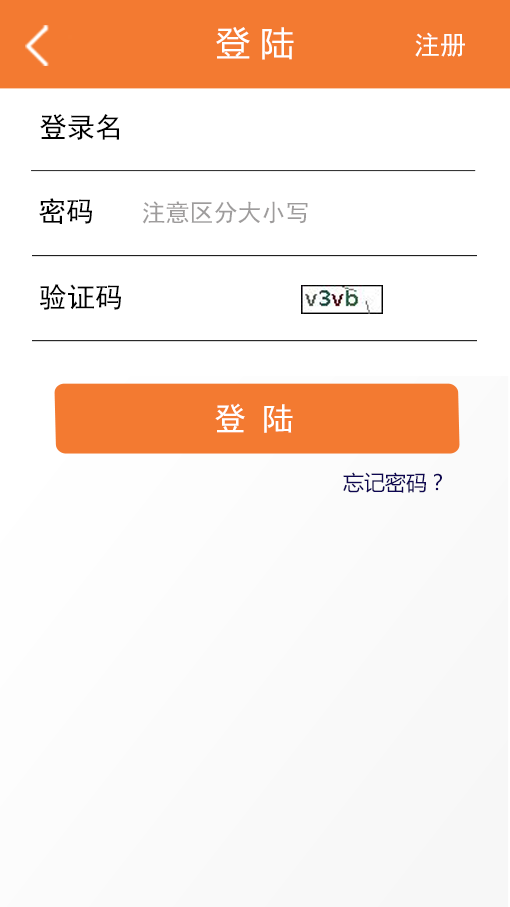 登陆 注册
登录名
密码 注意区分大小写
验证码 v3vb
登 陆
忘记密码？